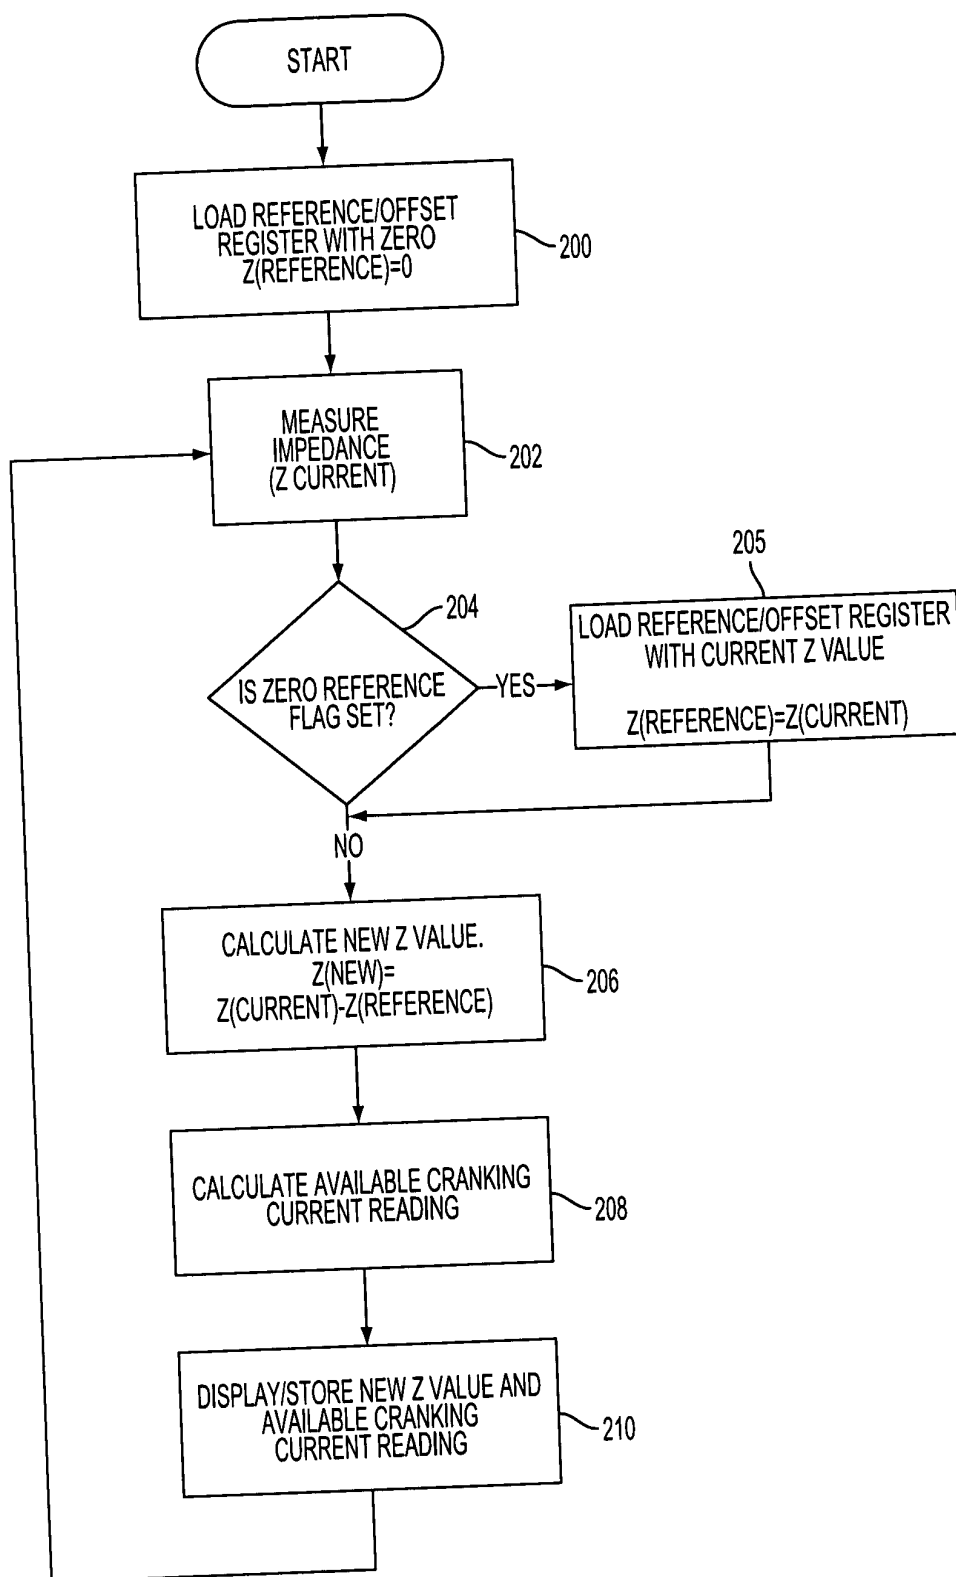 START
LOAD REFERENCE/OFFSET
REGISTER WITH ZERO
Z(REFERENCE)=0
200
MEASURE
IMPEDANCE
(Z CURRENT)
202
205
204
LOAD REFERENCE/OFFSET REGISTER
WITH CURRENT Z VALUE
Z(REFERENCE)=Z(CURRENT)
IS ZERO REFERENCE
FLAG SET?
YES
NO
CALCULATE NEW Z VALUE.
Z(NEW)=
Z(CURRENT)-Z(REFERENCE)
206
CALCULATE AVAILABLE CRANKING
CURRENT READING
208
DISPLAY/STORE NEW Z VALUE AND
AVAILABLE CRANKING
CURRENT READING
210